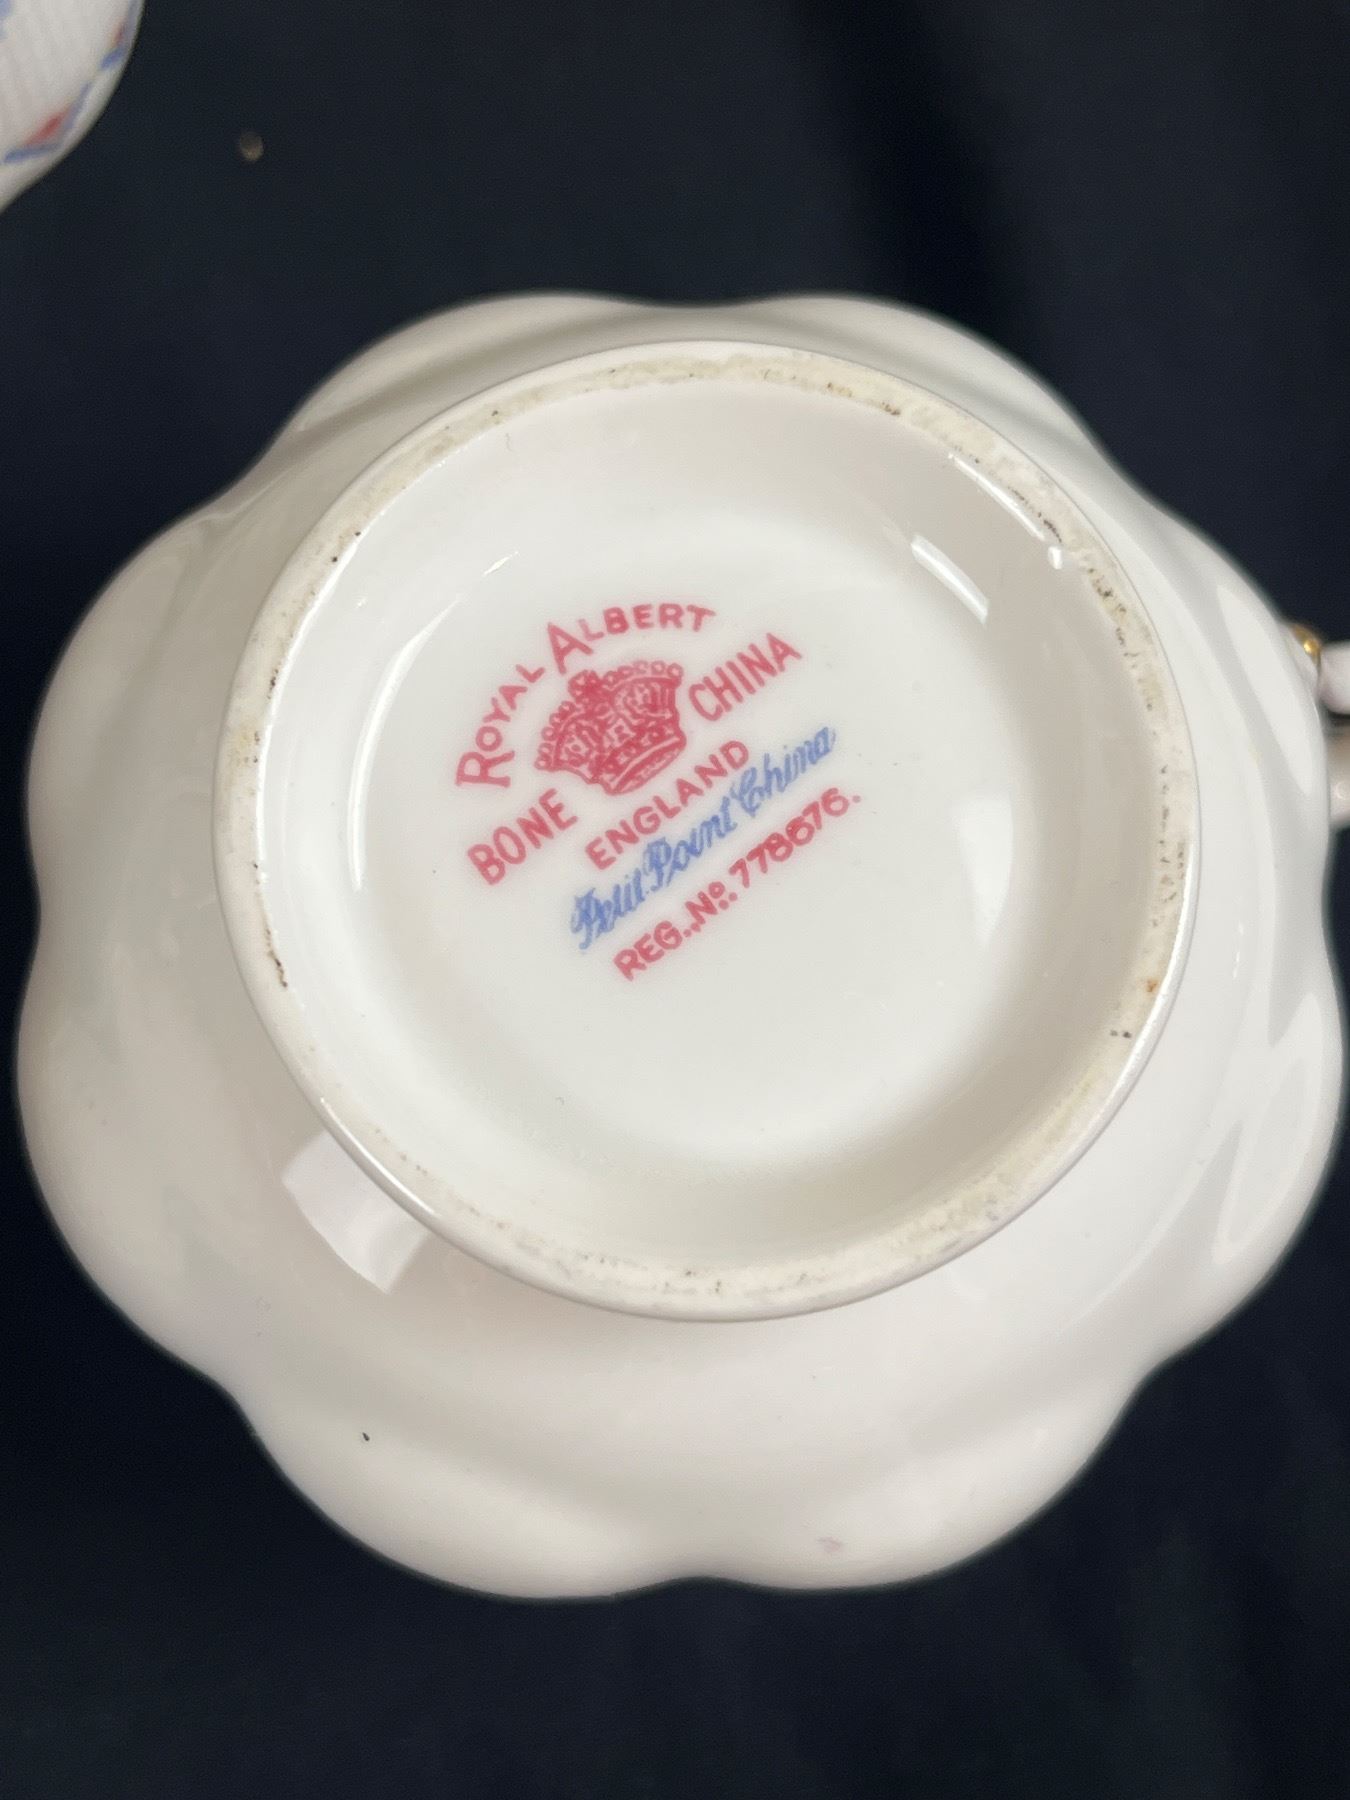 ROYAL ALBERT
BONE CHINA
ENGLAND
Petit Point China
REG. No. 778676.